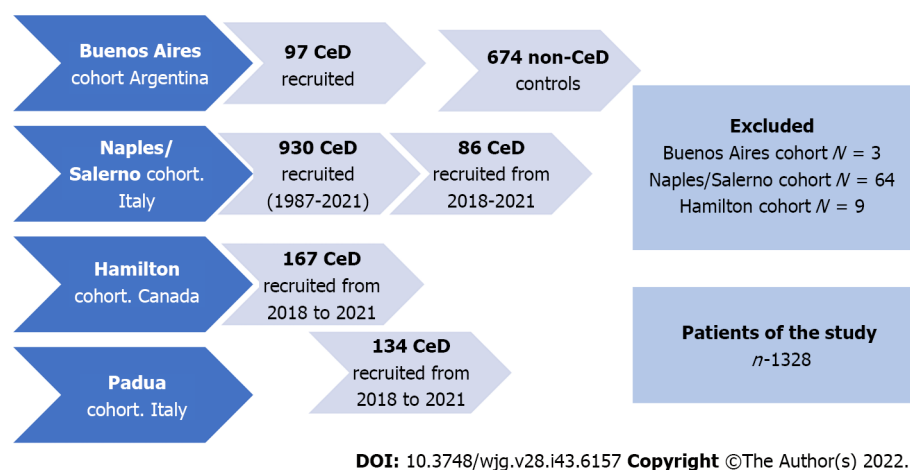 Buenos Aires
cohort Argentina
97 CeD
recruited
674 non-CeD
controls
Naples/
Salerno cohort.
Italy
930 CeD
recruited
(1987-2021)
86 CeD
recruited from
2018-2021
Hamilton
cohort. Canada
167 CeD
recruited from
2018 to 2021
Padua
cohort. Italy
134 CeD
recruited from
2018 to 2021
Excluded
Buenos Aires cohort N = 3
Naples/Salerno cohort N = 64
Hamilton cohort N = 9
Patients of the study
n-1328
DOI: 10.3748/wjg.v28.i43.6157 Copyright ©The Author(s) 2022.